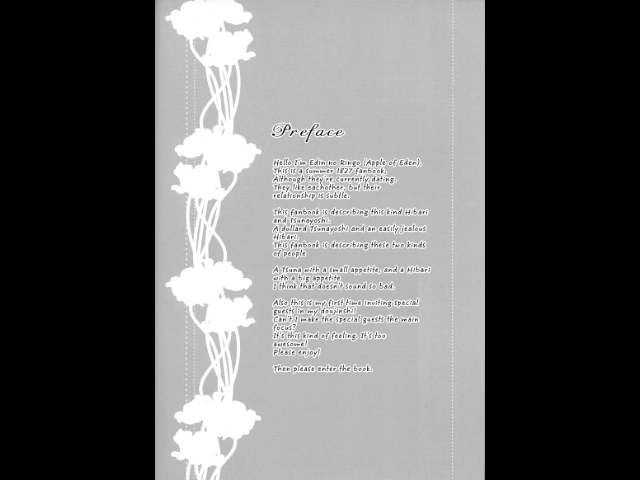 Preface
Hello I'm Edin no Ringo (Apple of Eden).
This is a summer 1827 fanbook.
Although they're currently dating.
They like eachother, but their
relationship is subtle.
This fanbook is describing this kind Hibari
and Tsunayoshi.
A dullard Tsunayoshi and an easily jealous
Hibari.
This fanbook is describing these two kinds
of people
A Tsuna with a small appetite, and a Hibari
with a big appetite
I think that doesn't sound so bad.
Also this is my first time inviting special
guests in my doujinshi!
Can't I make the special guests the main
focus?
It's this kind of feeling. It's too
awesome!
Please enjoy!
Then please enter the book.